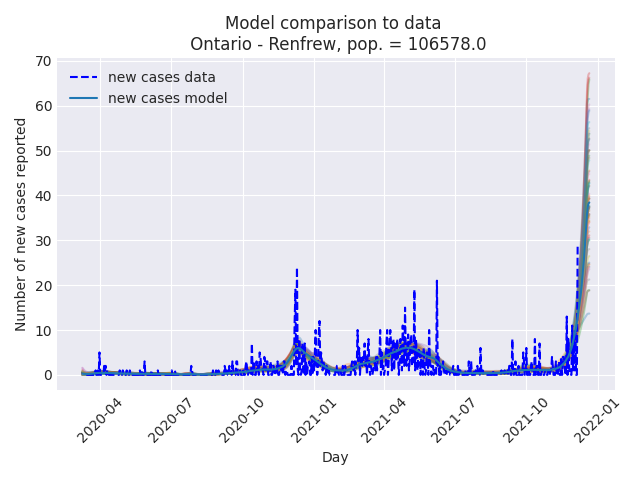 Model comparison to data
Ontario - Renfrew, pop. = 106578.0
new cases data
new cases model
Number of new cases reported
70
60
50
40
30
20
10
0
2020-04
2020-07
2020-10
2021-01
2021-04
2021-07
2021-10
2022-01
Day